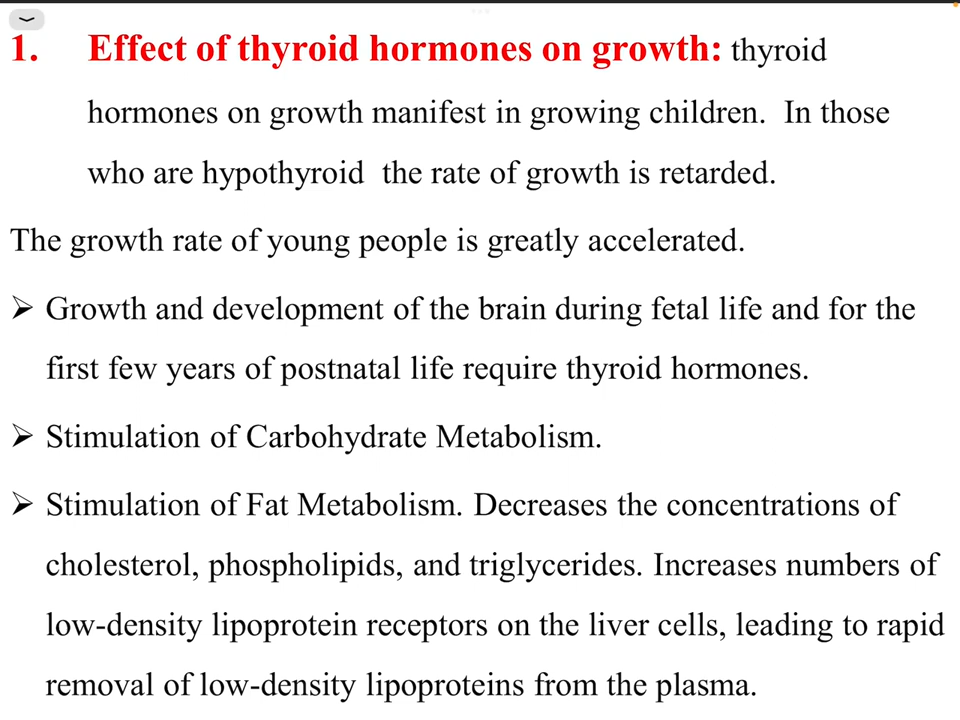 1. Effect of thyroid hormones on growth: thyroid
hormones on growth manifest in growing children. In those
who are hypothyroid the rate of growth is retarded.
The growth rate of young people is greatly accelerated.
➢ Growth and development of the brain during fetal life and for the
first few years of postnatal life require thyroid hormones.
➢ Stimulation of Carbohydrate Metabolism.
➢ Stimulation of Fat Metabolism. Decreases the concentrations of
cholesterol, phospholipids, and triglycerides. Increases numbers of
low-density lipoprotein receptors on the liver cells, leading to rapid
removal of low-density lipoproteins from the plasma.